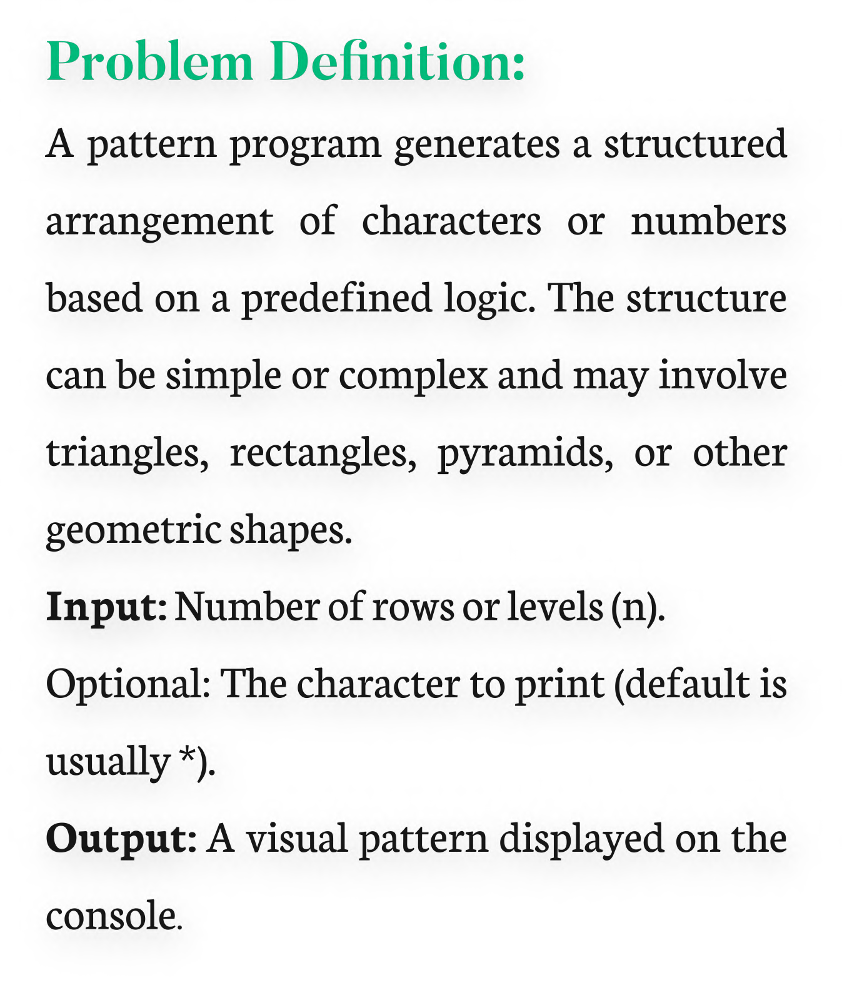 Problem Definition:
A pattern program generates a structured
arrangement of characters or numbers
based on a predefined logic. The structure
can be simple or complex and may involve
triangles, rectangles, pyramids, or other
geometric shapes.
Input: Number of rows or levels (n).
Optional: The character to print (default is
usually *).
Output: A visual pattern displayed on the
console.